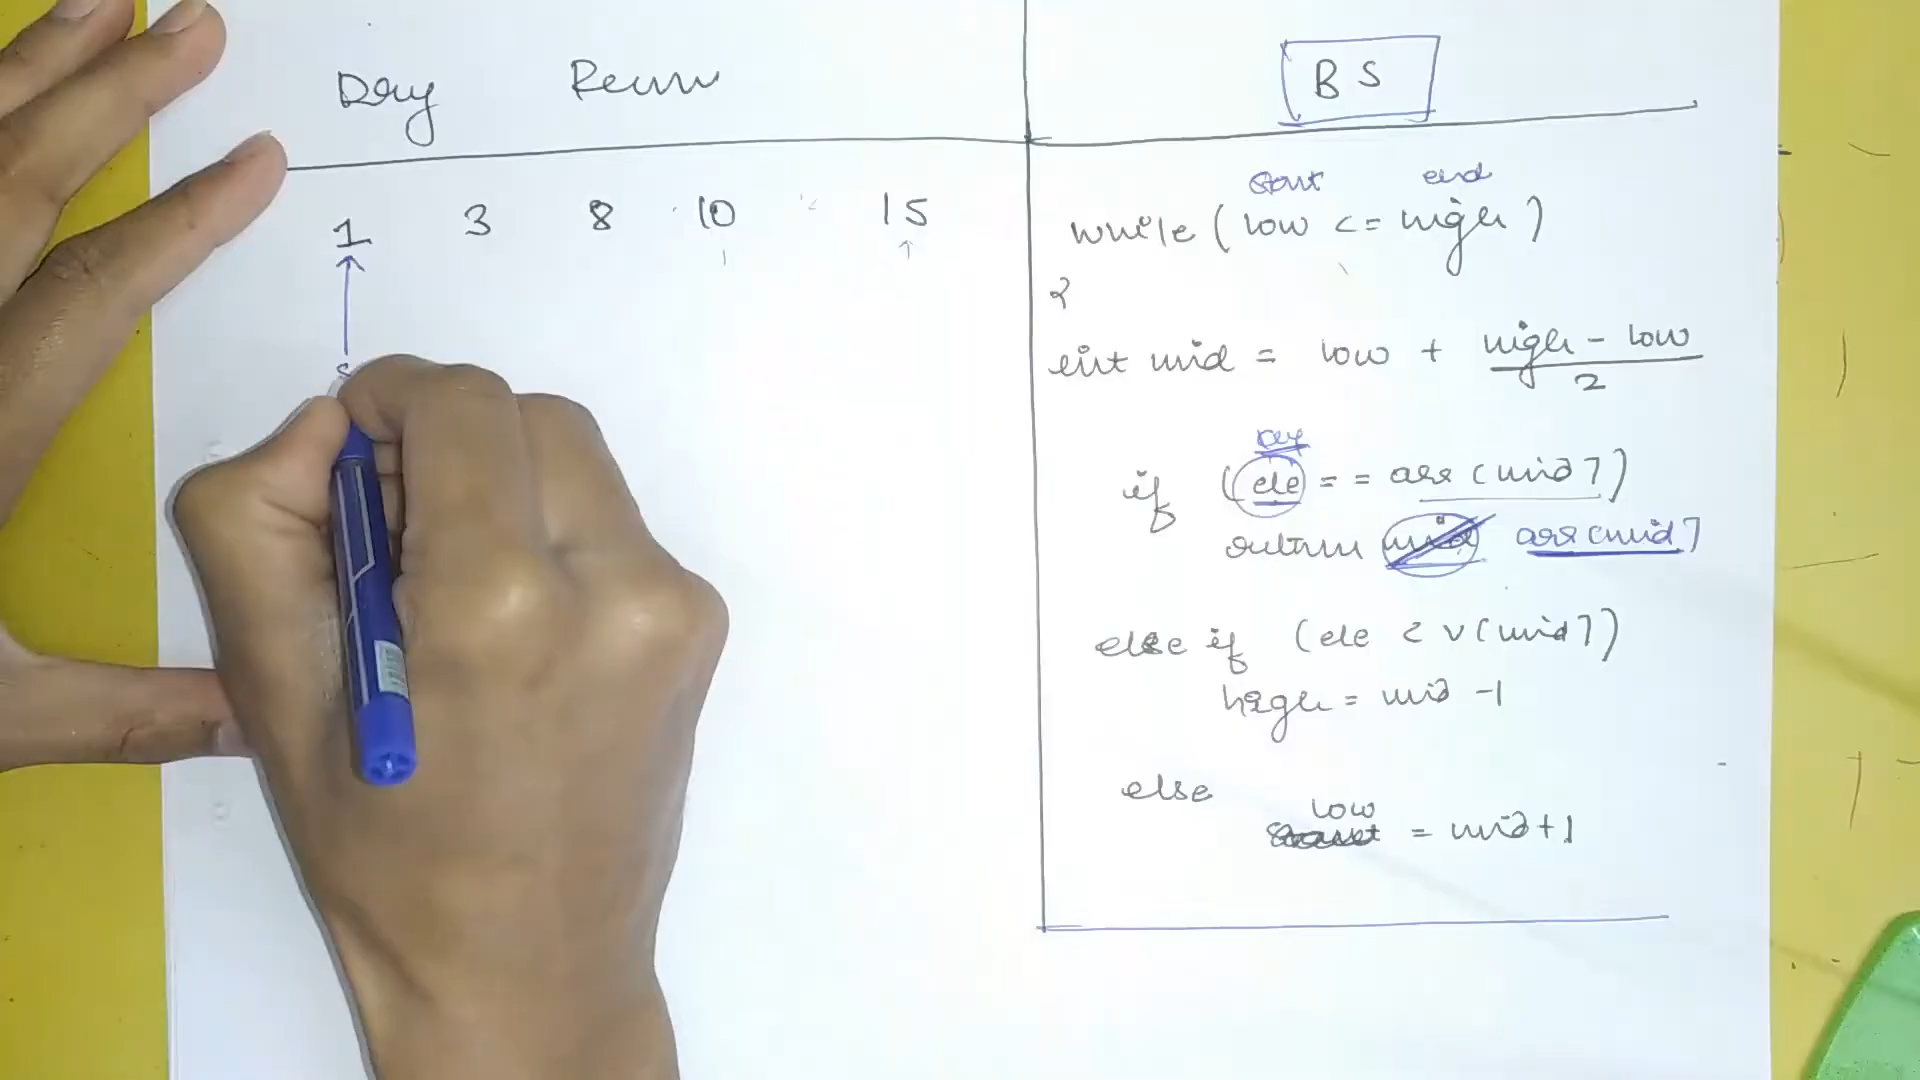 Dry Run
1 3 8 10 15
s
BS
start end
while (low <= high)
{
int mid = low + high - low
2
key
if (ele == arr[mid])
return mid arr[mid]
else if (ele < v[mid])
high = mid -1
else
low
start = mid+1